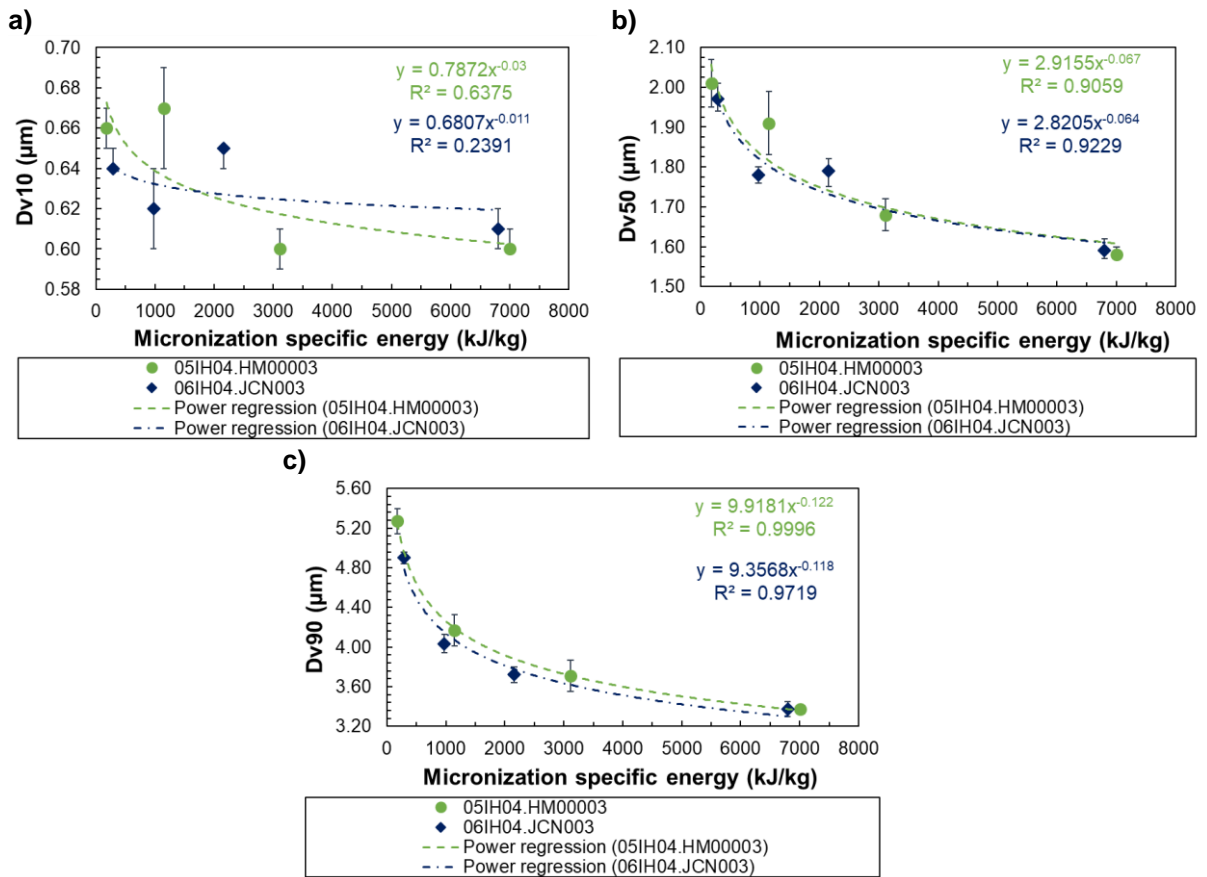 a)
0.70
0.68
0.66
0.64
0.62
0.60
0.58
Dv10 (µm)
y = 0.7872x^-0.03
R² = 0.6375
y = 0.6807x^-0.011
R² = 0.2391
0 1000 2000 3000 4000 5000 6000 7000 8000
Micronization specific energy (kJ/kg)
05IH04.HM00003
06IH04.JCN003
Power regression (05IH04.HM00003)
Power regression (06IH04.JCN003)
b)
2.10
2.00
1.90
1.80
1.70
1.60
1.50
Dv50 (µm)
y = 2.9155x^-0.067
R² = 0.9059
y = 2.8205x^-0.064
R² = 0.9229
0 1000 2000 3000 4000 5000 6000 7000 8000
Micronization specific energy (kJ/kg)
05IH04.HM00003
06IH04.JCN003
Power regression (05IH04.HM00003)
Power regression (06IH04.JCN003)
c)
5.60
5.20
4.80
4.40
4.00
3.60
3.20
Dv90 (µm)
y = 9.9181x^-0.122
R² = 0.9996
y = 9.3568x^-0.118
R² = 0.9719
0 1000 2000 3000 4000 5000 6000 7000 8000
Micronization specific energy (kJ/kg)
05IH04.HM00003
06IH04.JCN003
Power regression (05IH04.HM00003)
Power regression (06IH04.JCN003)